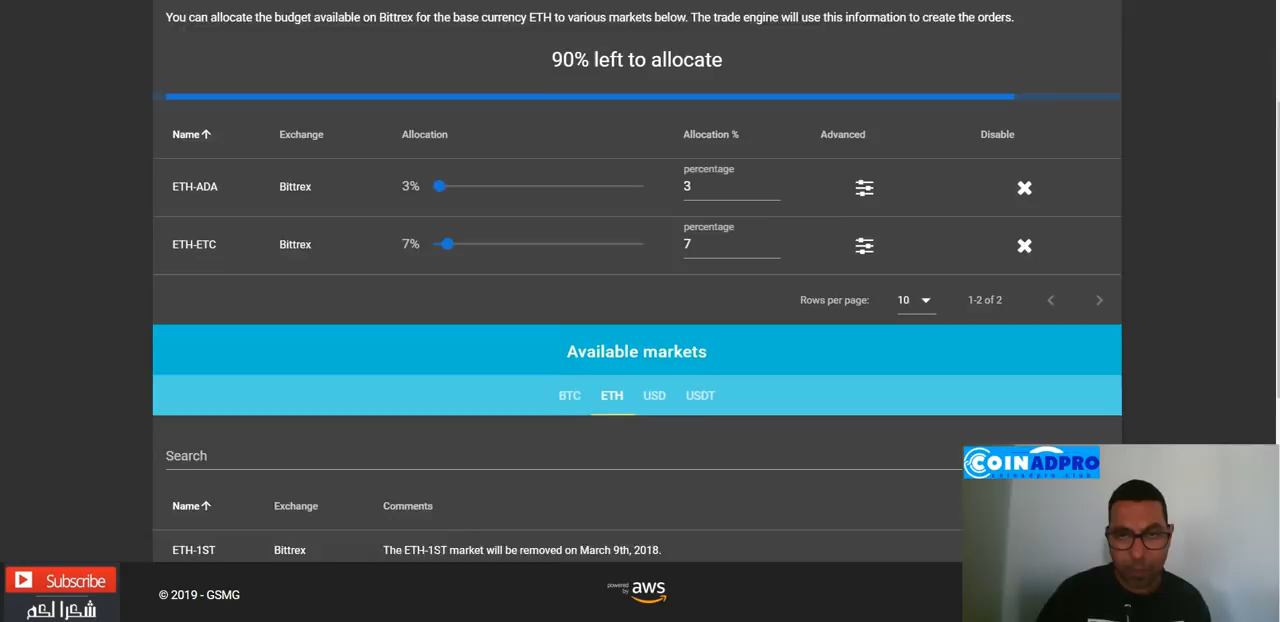 You can allocate the budget available on Bittrex for the base currency ETH to various markets below. The trade engine will use this information to create the orders.
90% left to allocate
Name Exchange Allocation Allocation % Advanced Disable
ETH-ADA Bittrex 3% percentage 3
ETH-ETC Bittrex 7% percentage 7
Rows per page: 10 1-2 of 2
Available markets
BTC ETH USD USDT
Search
COINADPRO
coinadpro.club
Name Exchange Comments
ETH-1ST Bittrex The ETH-1ST market will be removed on March 9th, 2018.
Subscribe
شكرا لكم
© 2019 - GSMG
powered by aws